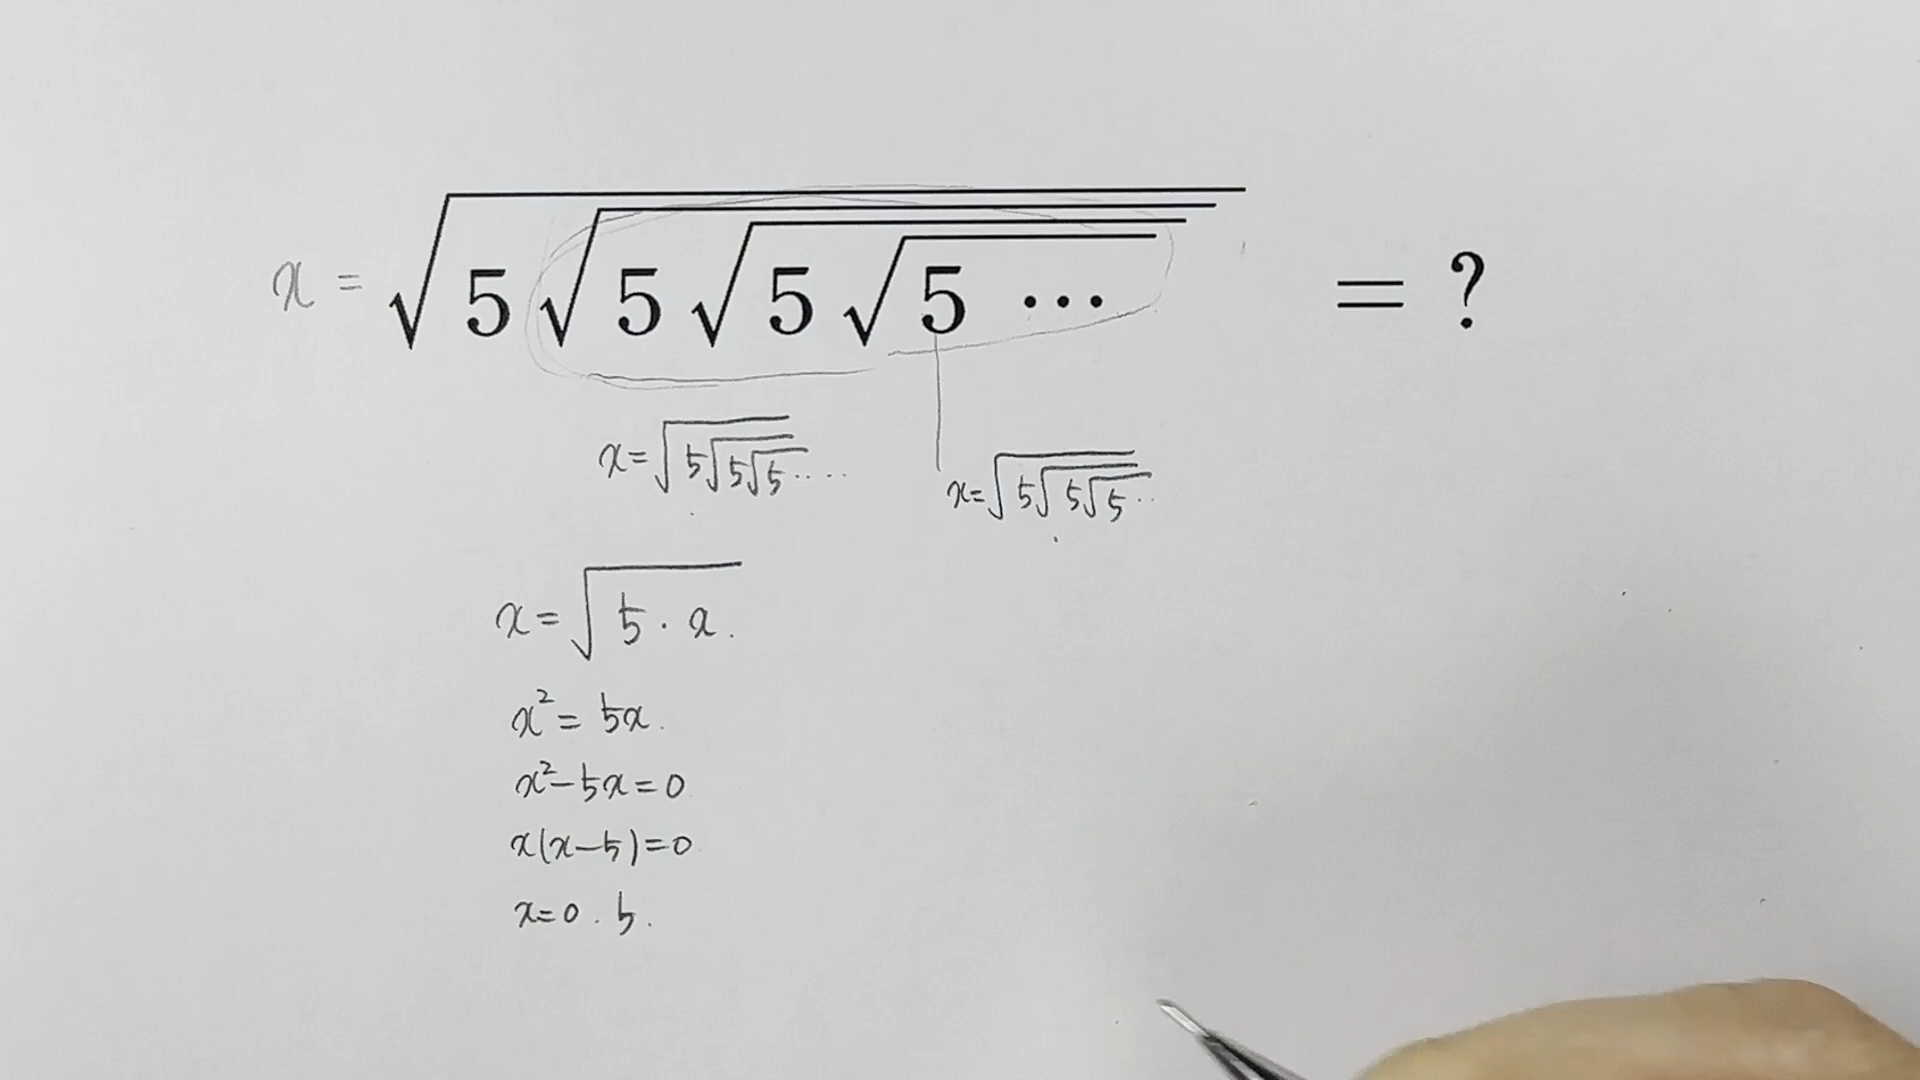 x = √5√5√5√5 ⋯ = ?
x=√5√5√5....
x=√5√5√5...
x=√5·x.
x²= 5x.
x²-5x=0
x(x-5)=0
x=0.5.